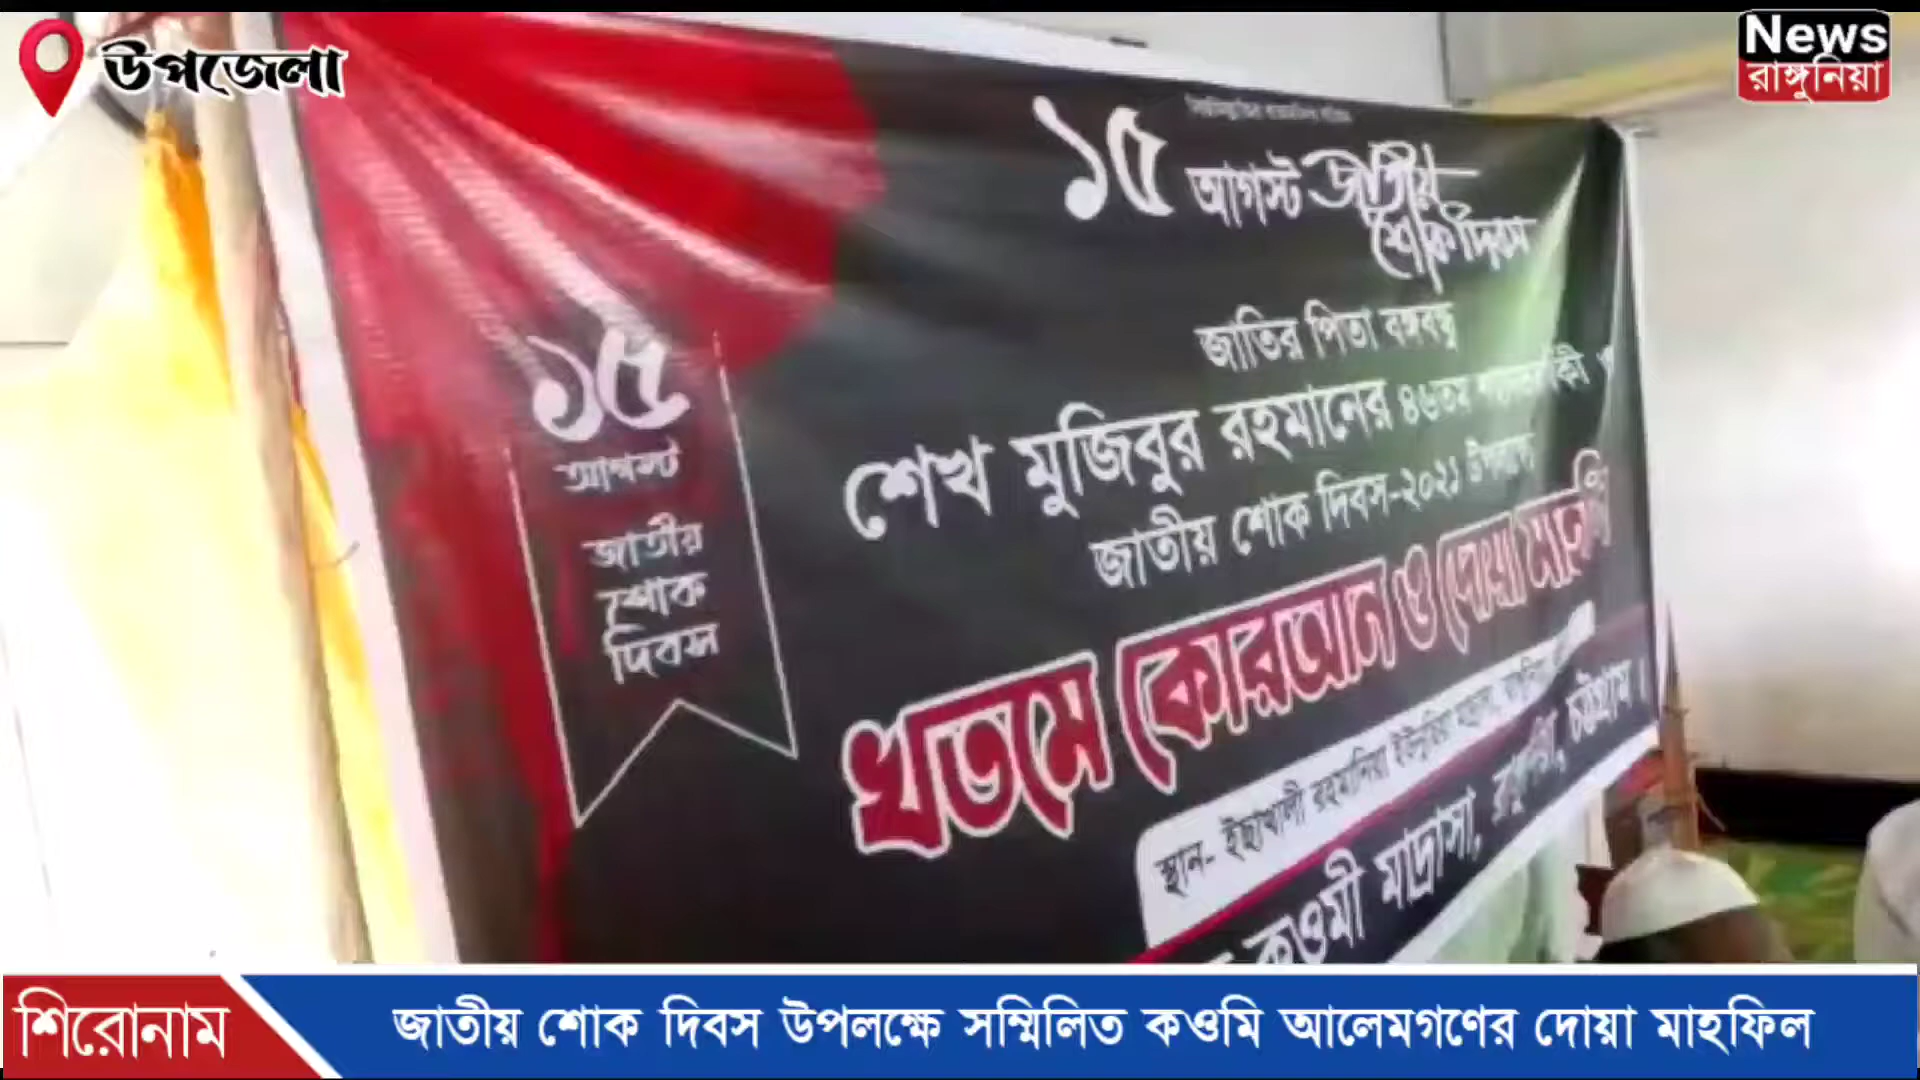 উপজেলা
News
রাঙ্গুনিয়া
১৫ আগস্ট জাতীয়
শোক দিবস
জাতির পিতা বঙ্গবন্ধু
শেখ মুজিবুর রহমানের ৪৬তম
জাতীয় শোক দিবস-২০২১ উপলক্ষে
খতমে কোরআন ও দোয়া মাহফিল
স্থান- ইছাখালী রহমানিয়া
কওমী মাদ্রাসা, রাঙ্গুনিয়া, চট্টগ্রাম।
১৫
আগস্ট
জাতীয়
শোক
দিবস
শিরোনাম
জাতীয় শোক দিবস উপলক্ষে সম্মিলিত কওমি আলেমগণের দোয়া মাহফিল